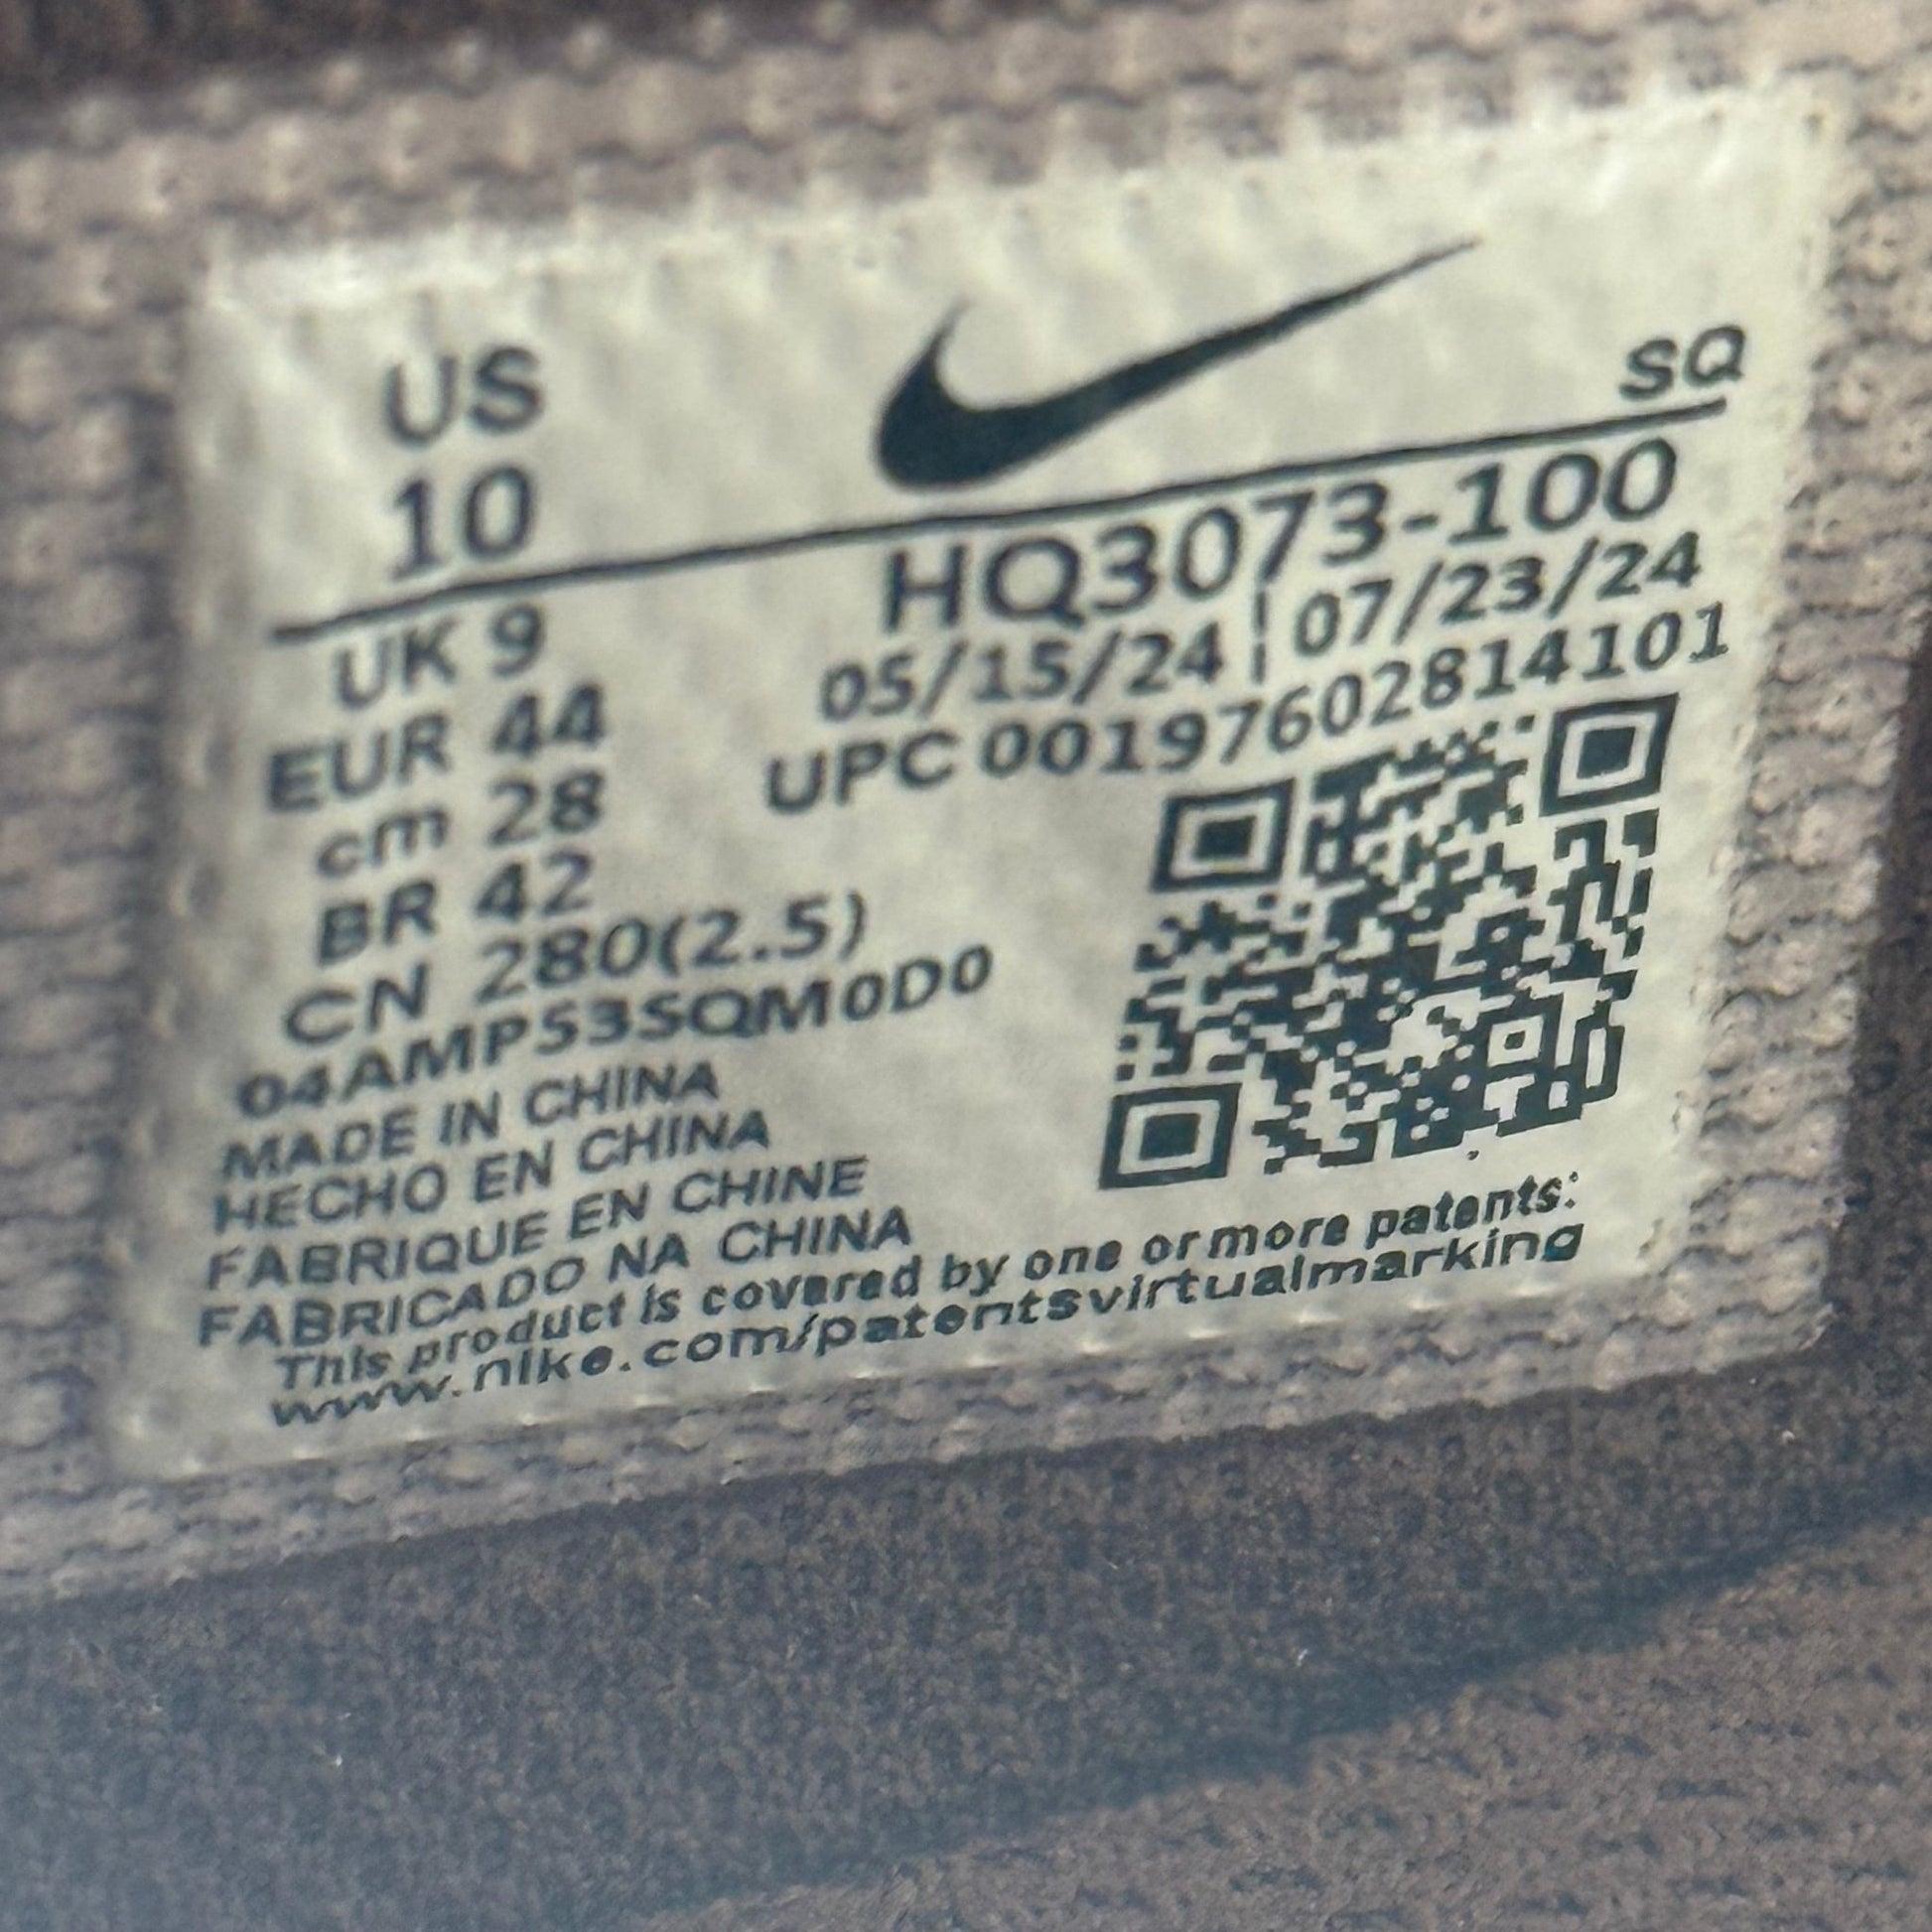 US
10
SQ
UK 9
EUR 44
cm 28
BR 42
CN 280(2.5)
04AMP53SQM0D0
MADE IN CHINA
HECHO EN CHINA
FABRIQUE EN CHINE
FABRICADO NA CHINA
HQ3073-100
05/15/24 | 07/23/24
UPC 00197602814101
This product is covered by one or more patents:
www.nike.com/patentsvirtualmarking